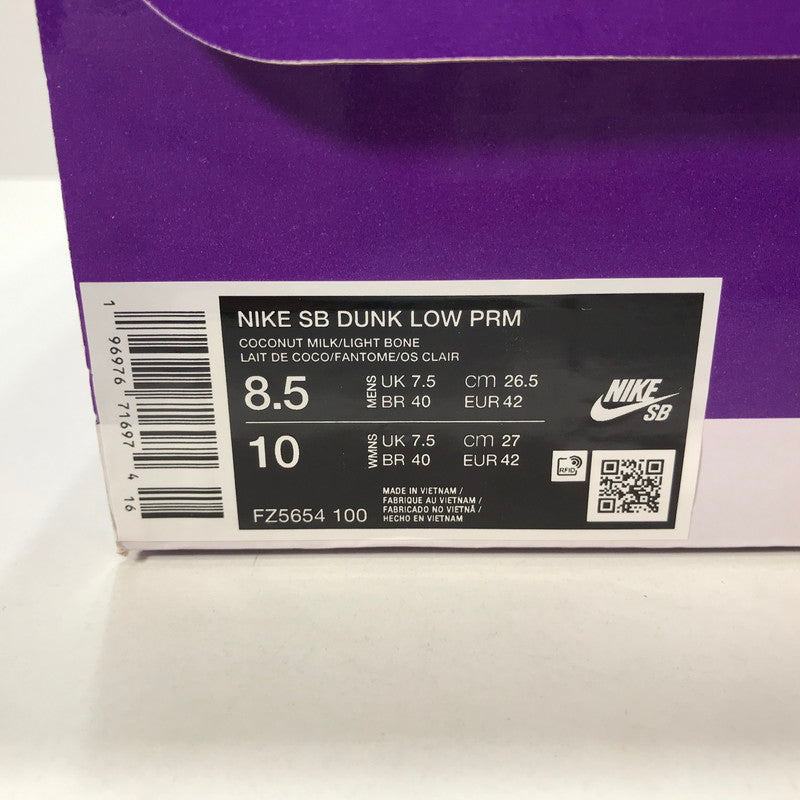 NIKE SB DUNK LOW PRM
COCONUT MILK/LIGHT BONE
LAIT DE COCO/FANTOME/OS CLAIR
8.5 MENS UK 7.5 cm 26.5
BR 40 EUR 42
10 WMNS UK 7.5 cm 27
BR 40 EUR 42
FZ5654 100
MADE IN VIETNAM /
FABRIQUE AU VIETNAM /
FABRICADO NO VIETNÃ /
HECHO EN VIETNAM
NIKE
SB
RFID
1 96976 71697 4 16